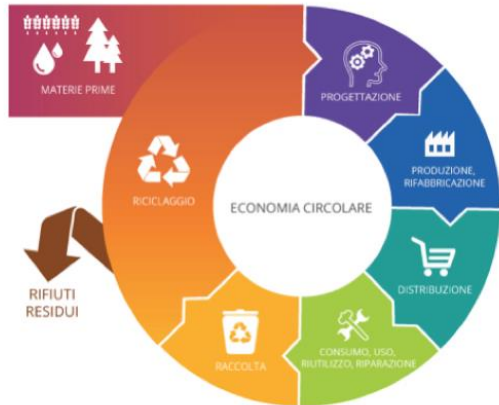 MATERIE PRIME
PROGETTAZIONE
PRODUZIONE,
RIFABBRICAZIONE
RICICLAGGIO
ECONOMIA CIRCOLARE
DISTRIBUZIONE
RIFIUTI
RESIDUI
CONSUMO, USO,
RIUTILIZZO, RIPARAZIONE
RACCOLTA